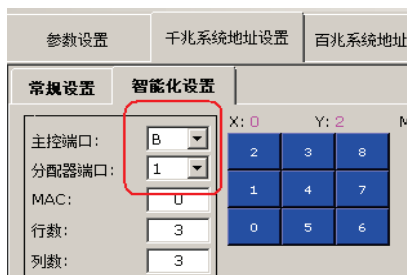 参数设置 千兆系统地址设置 百兆系统地址
常规设置 智能化设置
X: 0 Y: 2
主控端口: B
分配器端口: 1
MAC: 0
行数: 3
列数: 3
2 3 8
1 4 7
0 5 6